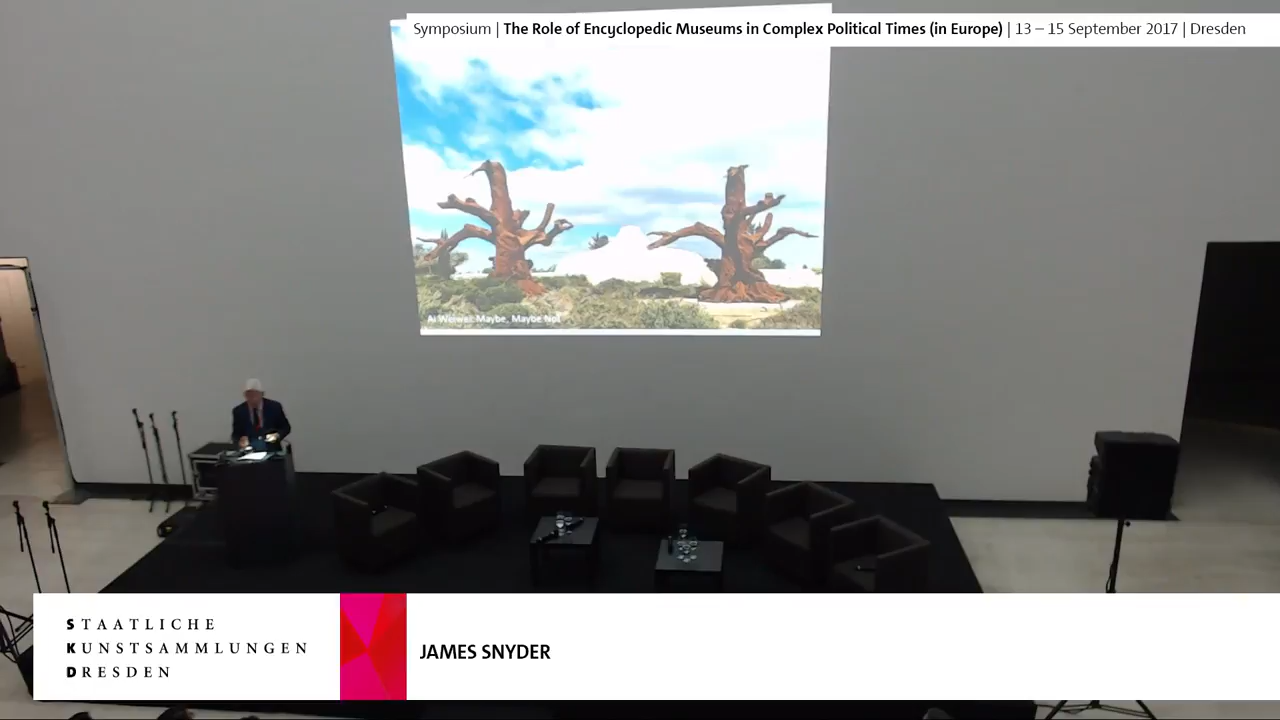 Symposium | The Role of Encyclopedic Museums in Complex Political Times (in Europe) | 13 – 15 September 2017 | Dresden
Ai Weiwei: Maybe, Maybe Not
STAATLICHE
KUNSTSAMMLUNGEN
DRESDEN
JAMES SNYDER